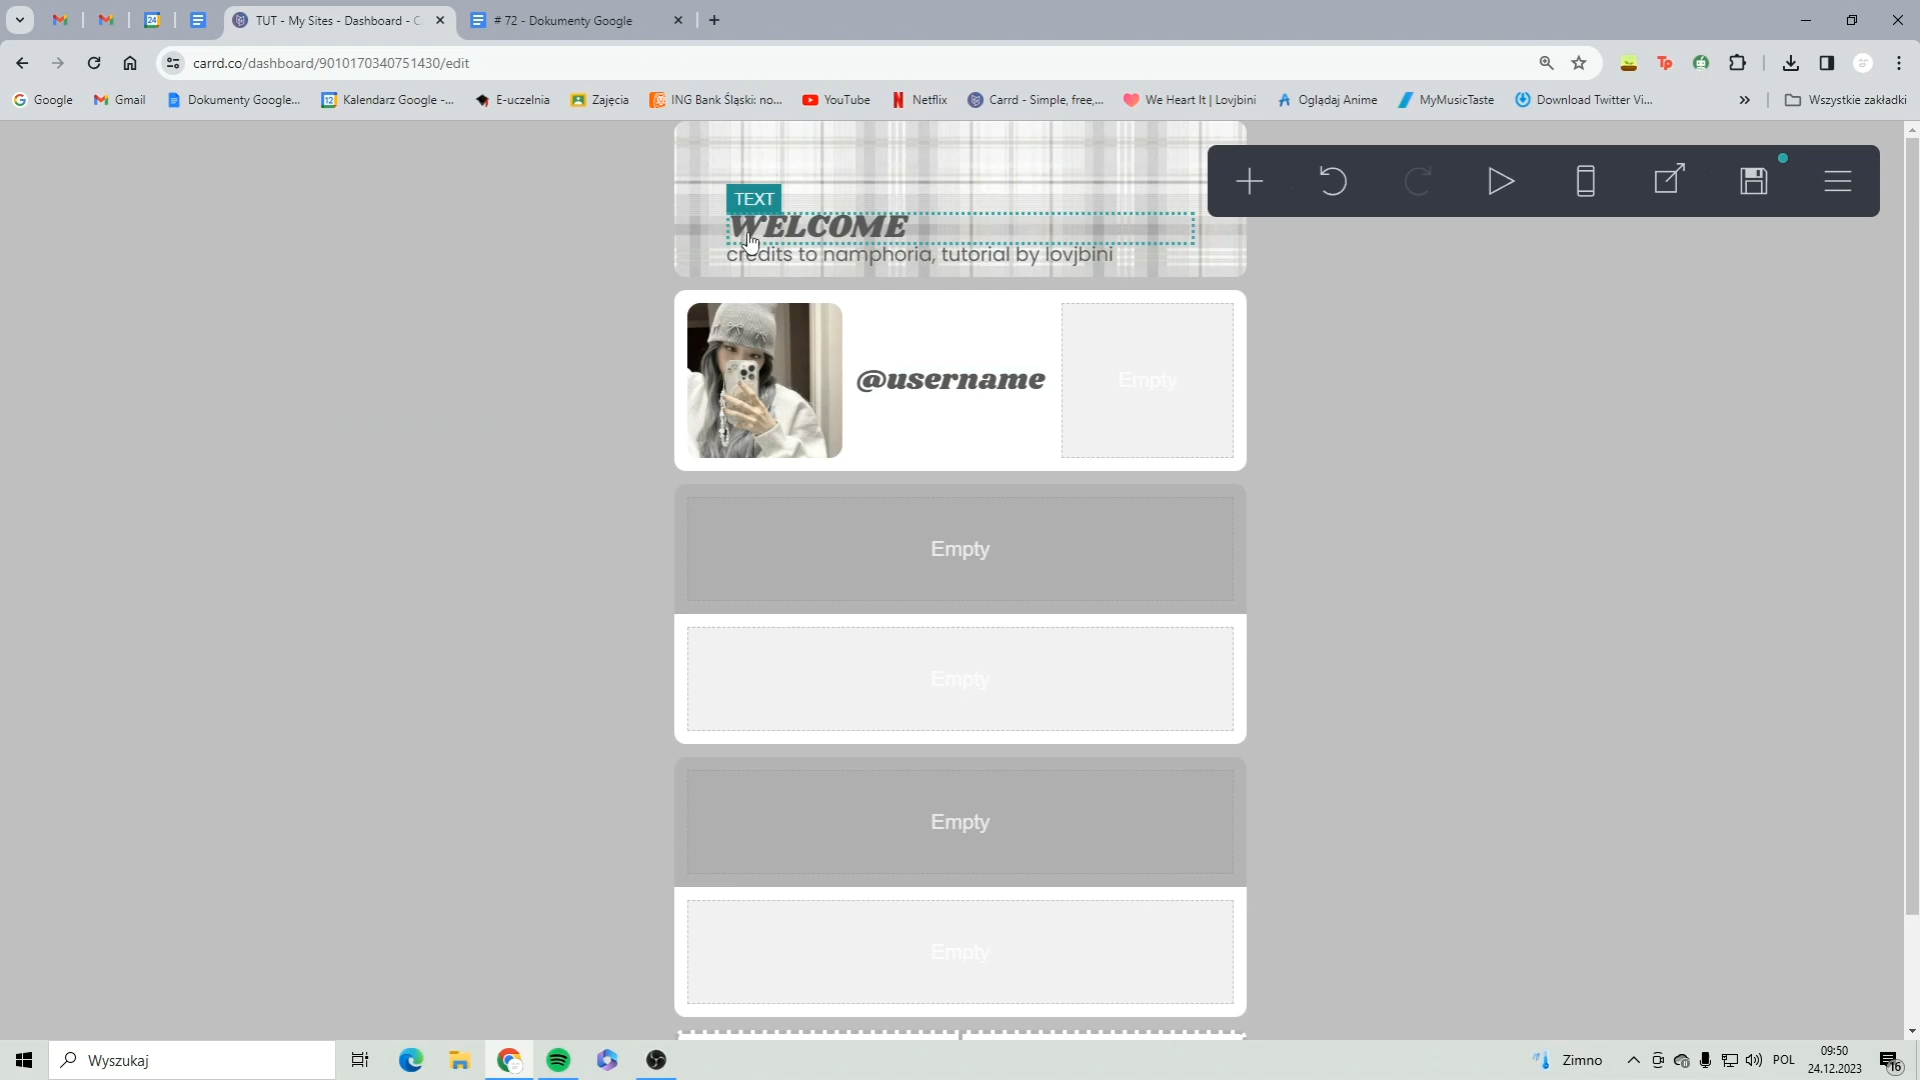 TUT - My Sites - Dashboard - C
# 72 - Dokumenty Google
carrd.co/dashboard/9010170340751430/edit
Google
Gmail
Dokumenty Google...
Kalendarz Google -...
E-uczelnia
Zajęcia
ING Bank Śląski: no...
YouTube
Netflix
Carrd - Simple, free,...
We Heart It | Lovjbini
Oglądaj Anime
MyMusicTaste
Download Twitter Vi...
»
Wszystkie zakładki
TEXT
WELCOME
credits to namphoria, tutorial by lovjbini
@username
Empty
Empty
Empty
Empty
Empty
Wyszukaj
Zimno
POL
09:50
24.12.2023
16